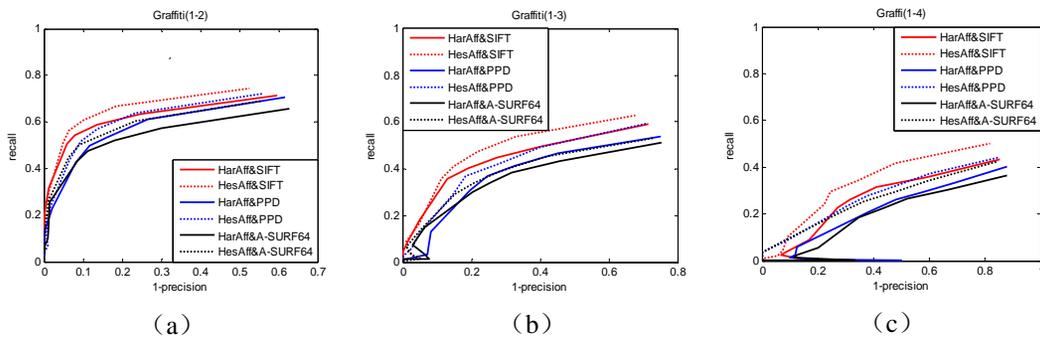 Graffiti(1-2)
1
0.8
0.6
0.4
0.2
0
recall
0 0.1 0.2 0.3 0.4 0.5 0.6 0.7
1-precision
HarAff&SIFT
HesAff&SIFT
HarAff&PPD
HesAff&PPD
HarAff&A-SURF64
HesAff&A-SURF64
(a)
Graffiti(1-3)
1
0.8
0.6
0.4
0.2
0
recall
0 0.2 0.4 0.6 0.8
1-precision
HarAff&SIFT
HesAff&SIFT
HarAff&PPD
HesAff&PPD
HarAff&A-SURF64
HesAff&A-SURF64
(b)
Graffi(1-4)
1
0.8
0.6
0.4
0.2
0
recall
0 0.2 0.4 0.6 0.8 1
1-precision
HarAff&SIFT
HesAff&SIFT
HarAff&PPD
HesAff&PPD
HarAff&A-SURF64
HesAff&A-SURF64
(c)